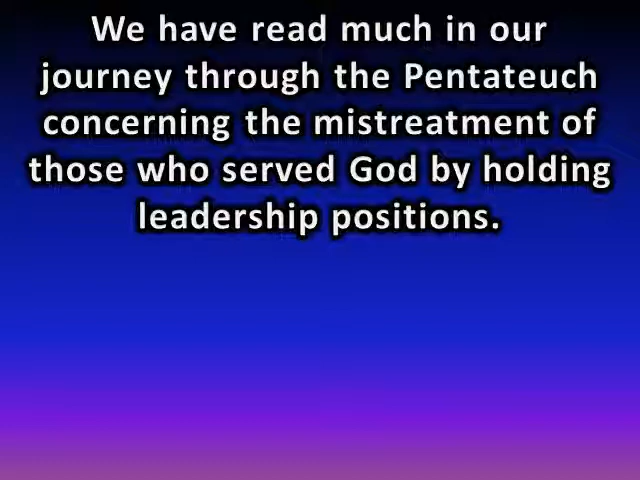 We have read much in our
journey through the Pentateuch
concerning the mistreatment of
those who served God by holding
leadership positions.